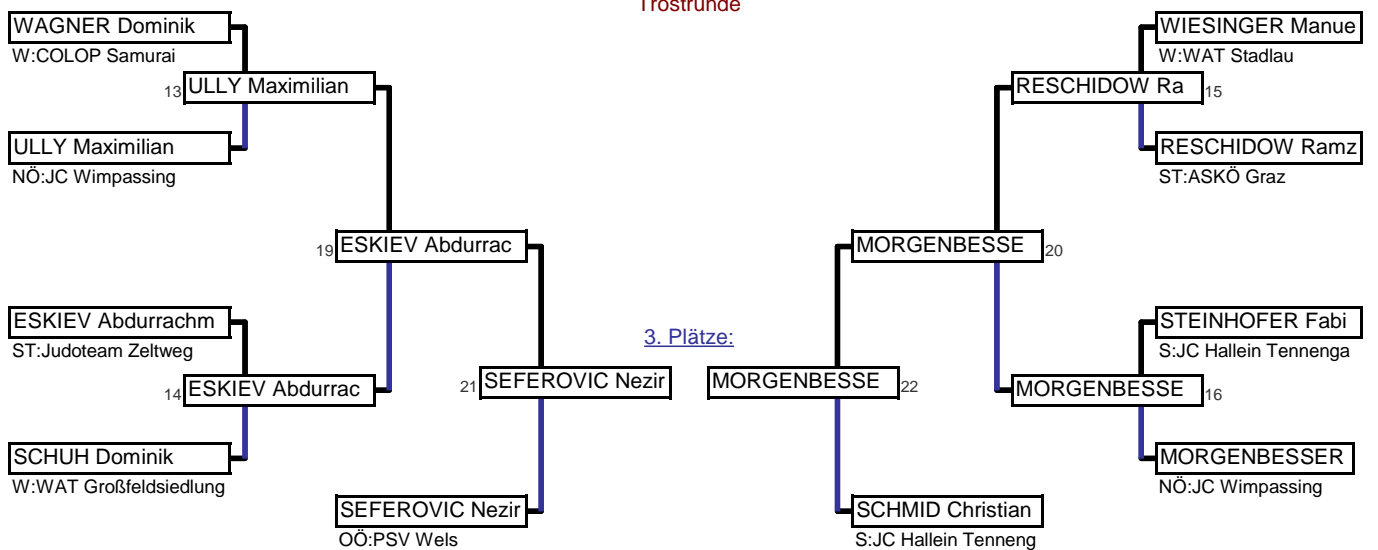 Trostrunde
WAGNER Dominik
W:COLOP Samurai
13 ULLY Maximilian
ULLY Maximilian
NÖ:JC Wimpassing
19 ESKIEV Abdurrac
ESKIEV Abdurrachm
ST:Judoteam Zeltweg
14 ESKIEV Abdurrac
SCHUH Dominik
W:WAT Großfeldsiedlung
21 SEFEROVIC Nezir
SEFEROVIC Nezir
OÖ:PSV Wels
3. Plätze:
WIESINGER Manue
W:WAT Stadlau
RESCHIDOW Ra 15
RESCHIDOW Ramz
ST:ASKÖ Graz
MORGENBESSE 20
STEINHOFER Fabi
S:JC Hallein Tennenga
MORGENBESSE 16
MORGENBESSER
NÖ:JC Wimpassing
MORGENBESSE 22
SCHMID Christian
S:JC Hallein Tenneng